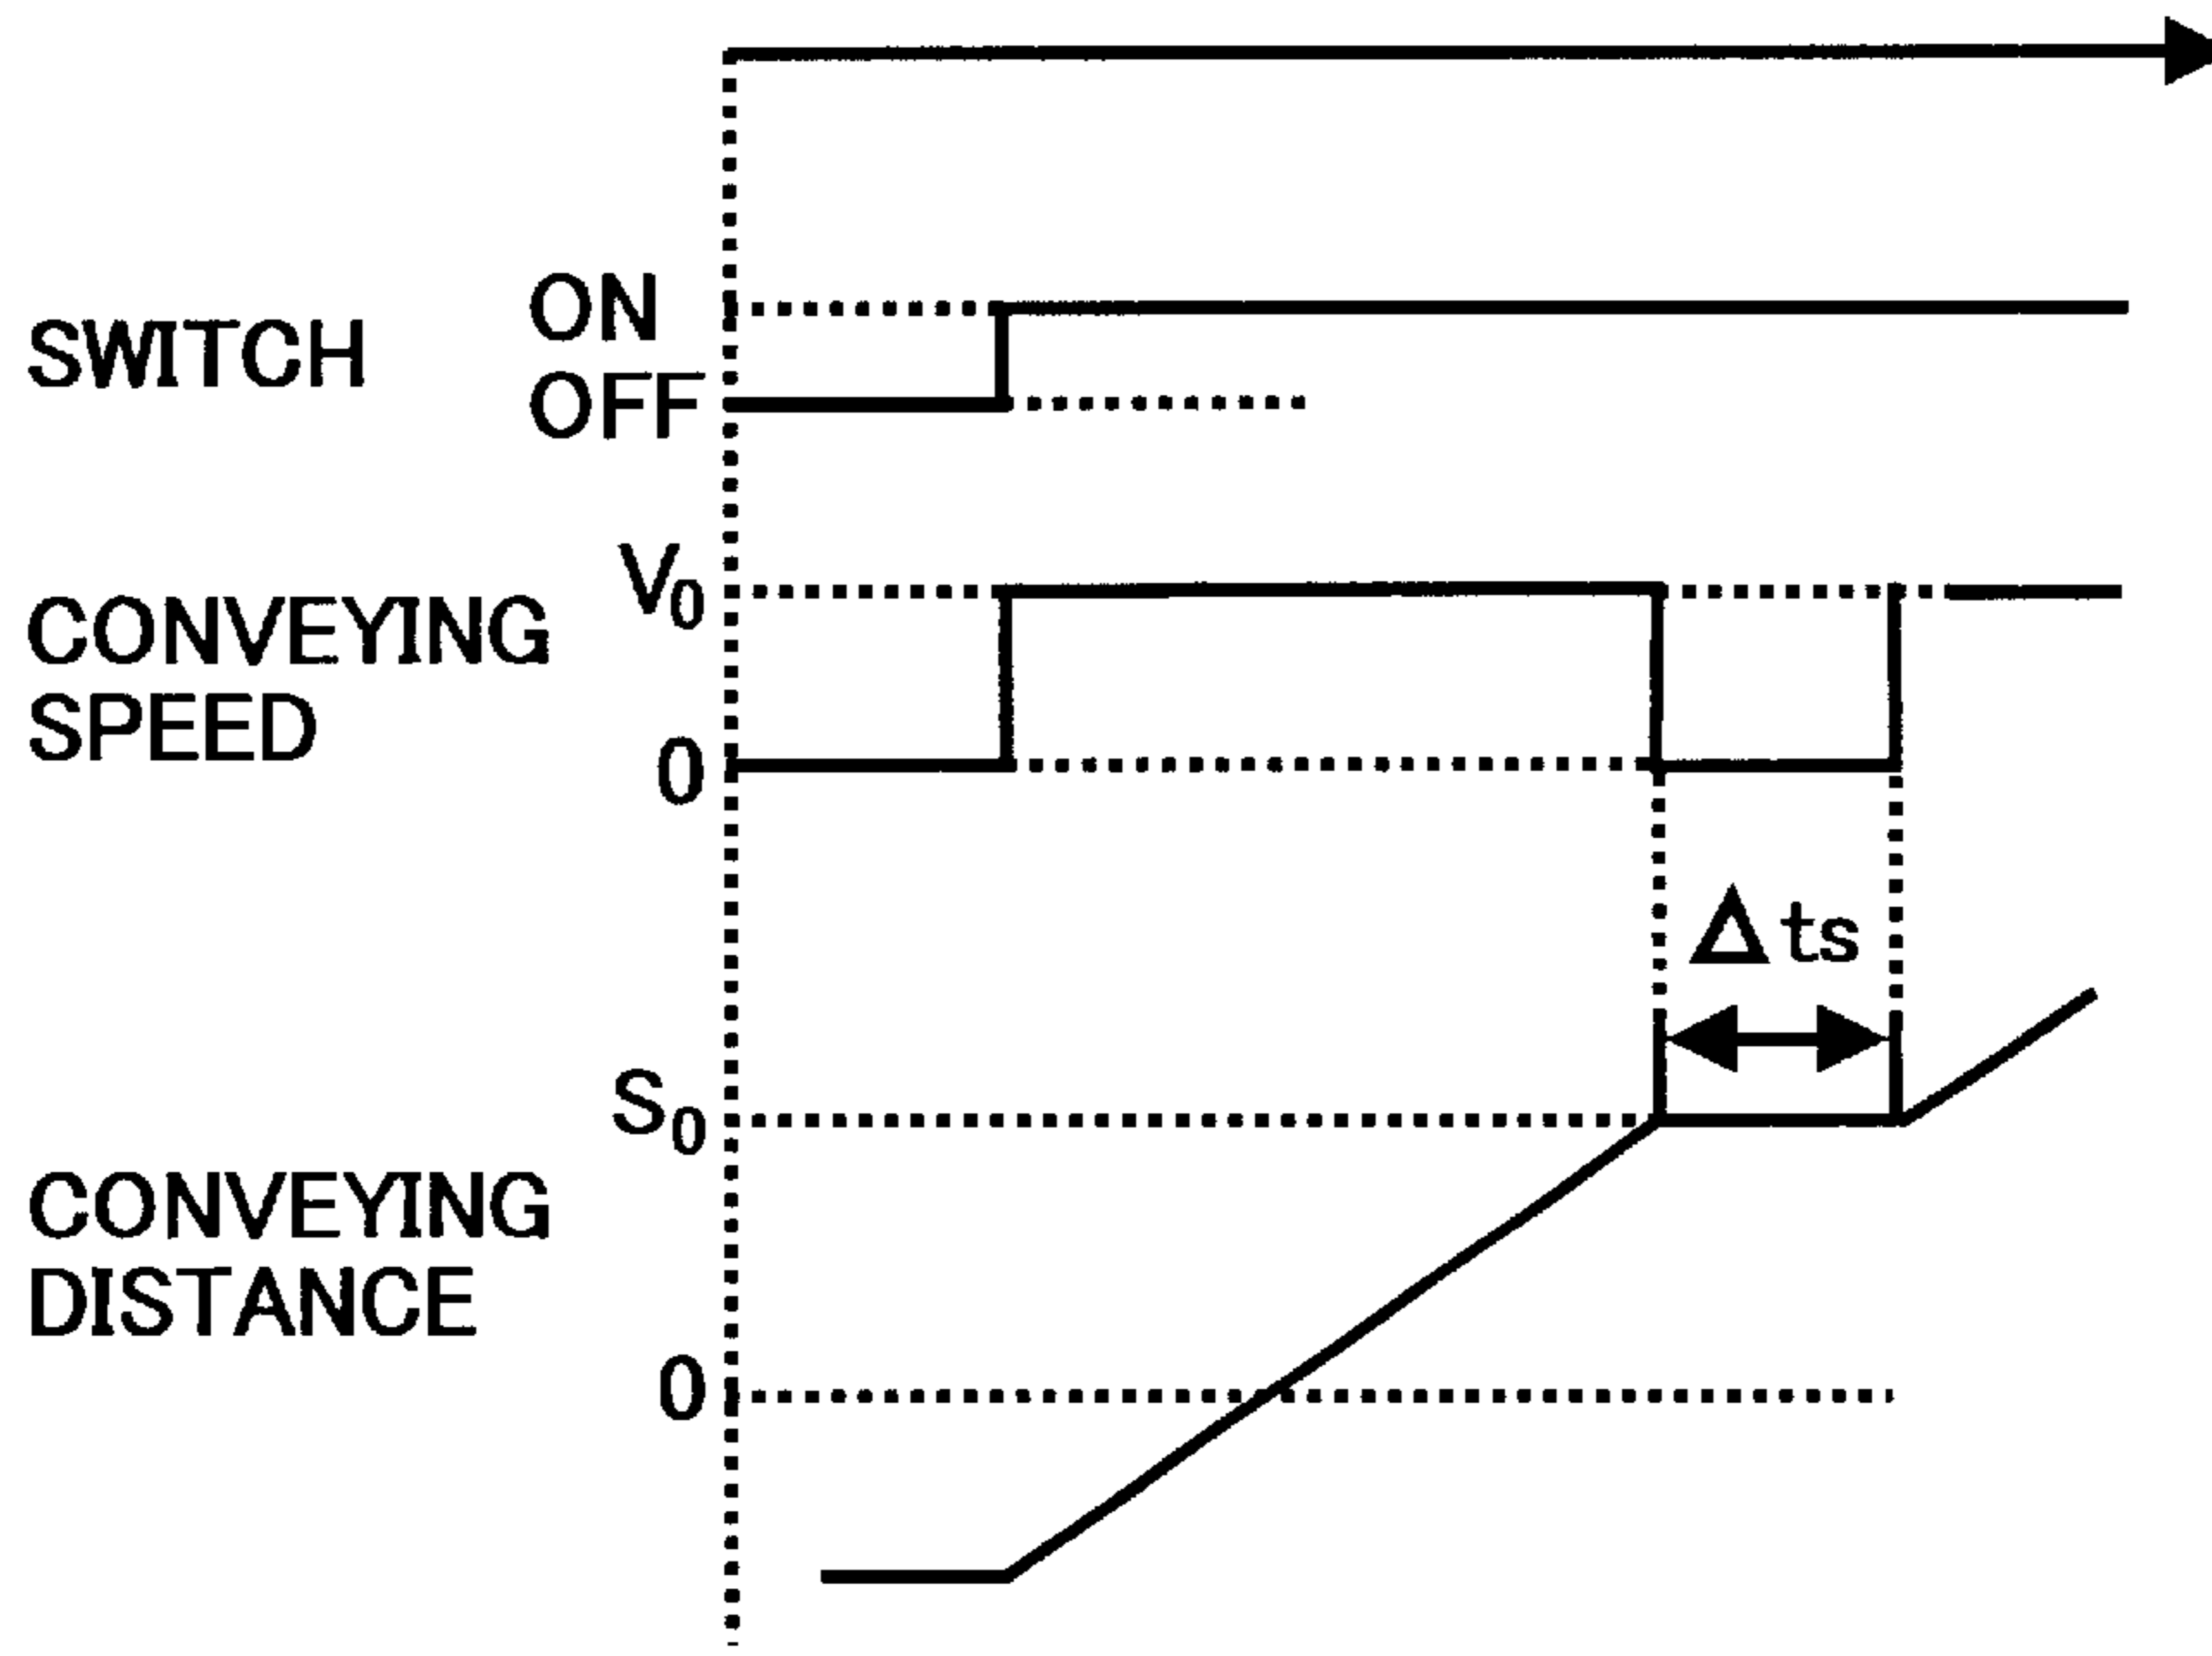 SWITCH
ON
OFF
CONVEYING
SPEED
V0
0
Δts
CONVEYING
DISTANCE
S0
0